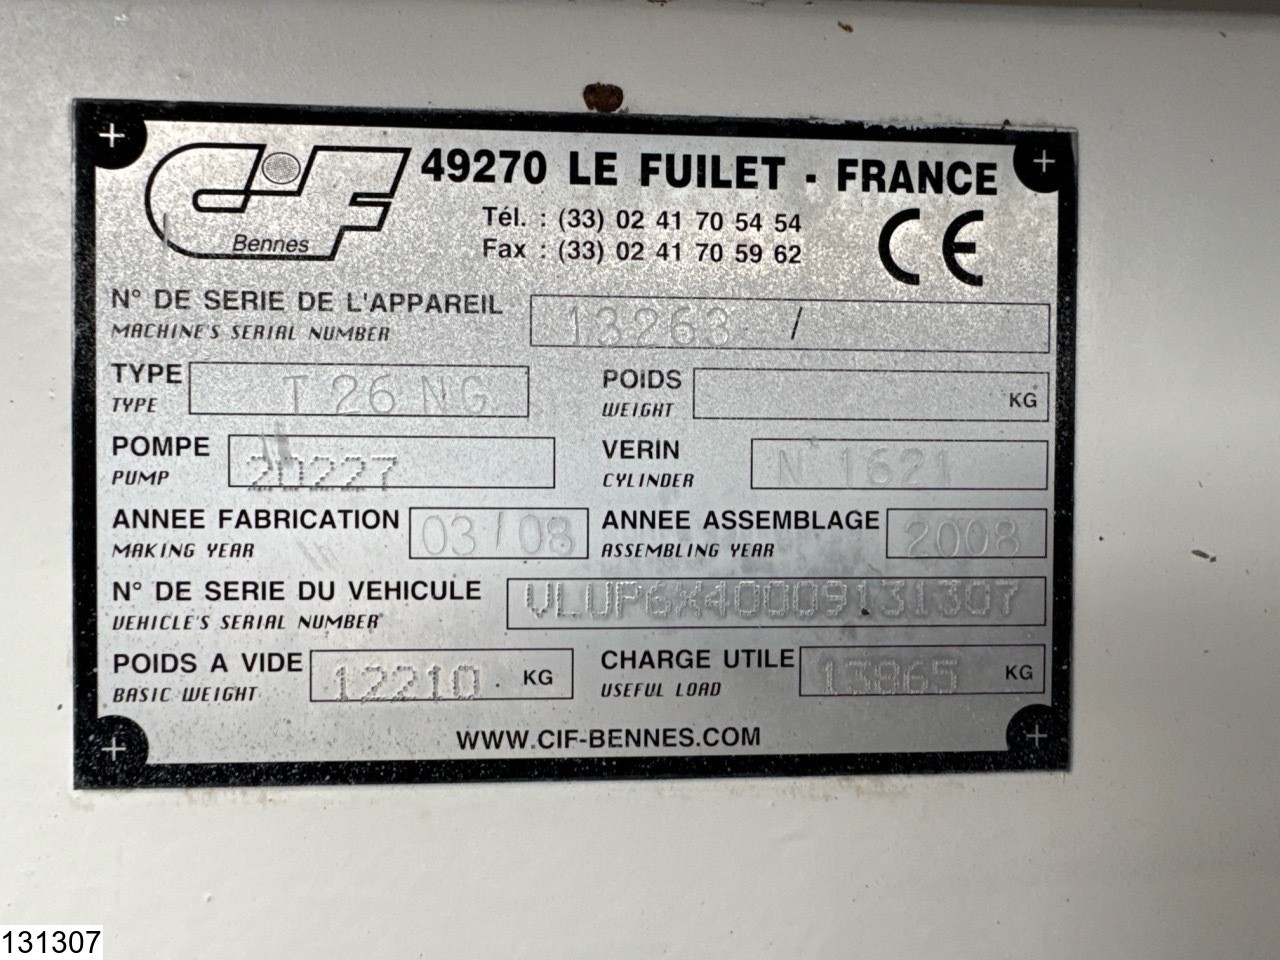 CIF
Bennes
49270 LE FUILET - FRANCE
Tél. : (33) 02 41 70 54 54
Fax : (33) 02 41 70 59 62
CE
N° DE SERIE DE L'APPAREIL
MACHINE'S SERIAL NUMBER
13263 /
TYPE
TYPE
T 26 NG
POIDS
WEIGHT
KG
POMPE
PUMP
20227
VERIN
CYLINDER
N 1621
ANNEE FABRICATION
MAKING YEAR
03/08
ANNEE ASSEMBLAGE
ASSEMBLING YEAR
2008
N° DE SERIE DU VEHICULE
VEHICLE'S SERIAL NUMBER
VLUP6X40009131307
POIDS A VIDE
BASIC WEIGHT
12210 KG
CHARGE UTILE
USEFUL LOAD
13865 KG
WWW.CIF-BENNES.COM
131307